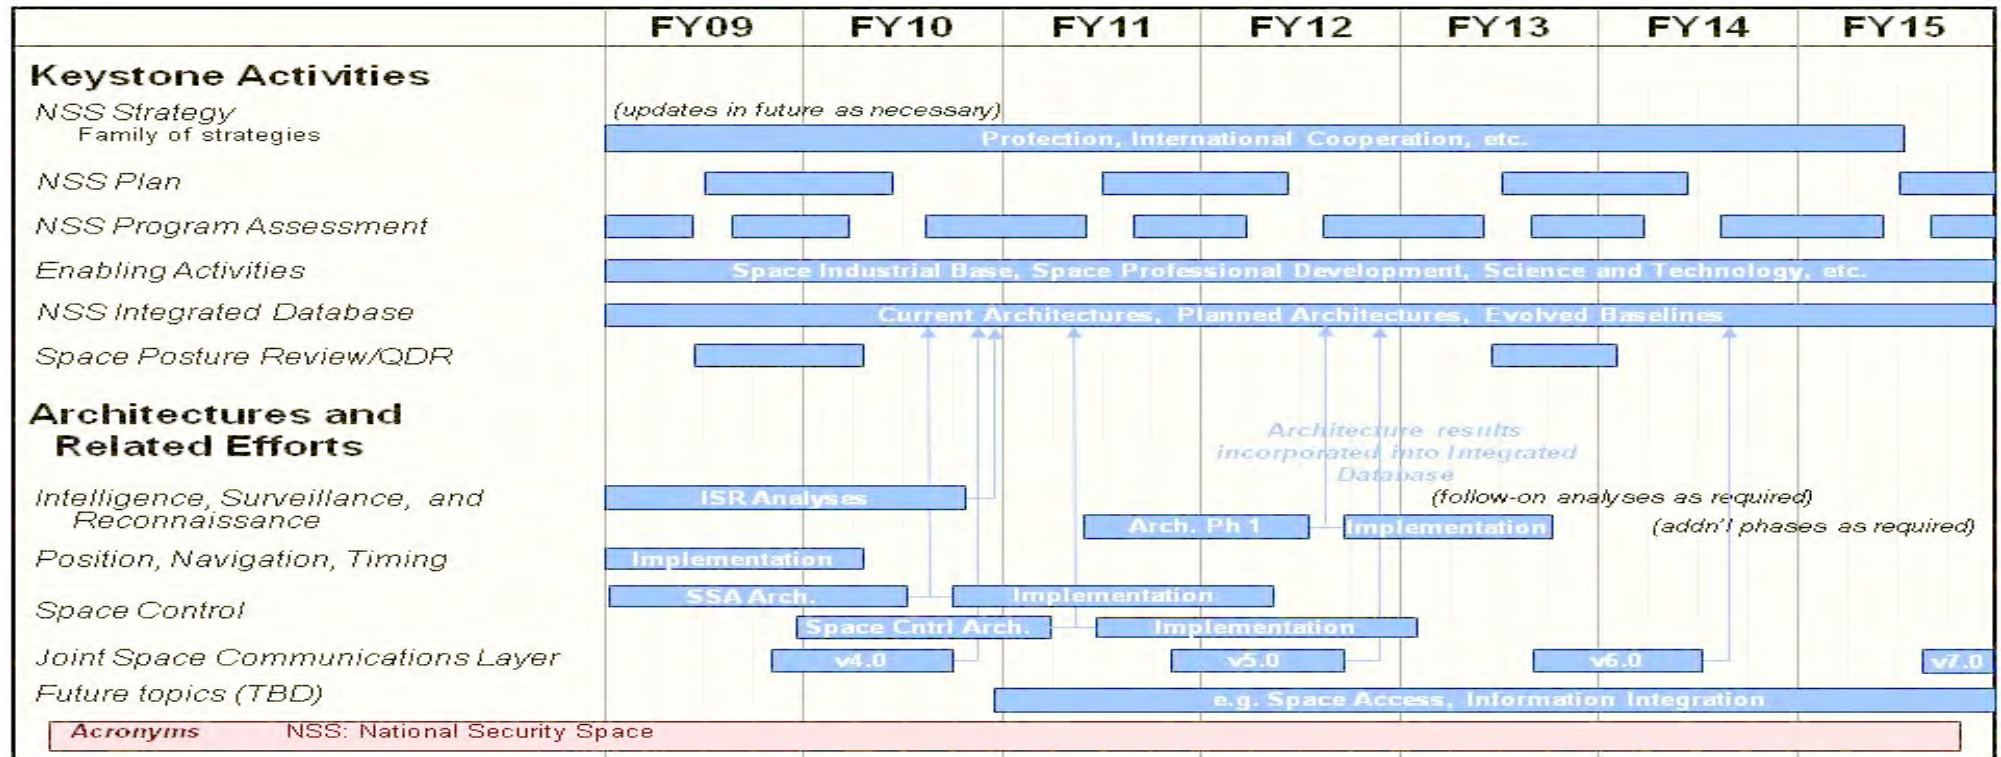 FY09 FY10 FY11 FY12 FY13 FY14 FY15
Keystone Activities
NSS Strategy (updates in future as necessary)
Family of strategies Protection, International Cooperation, etc.
NSS Plan
NSS Program Assessment
Enabling Activities Space Industrial Base, Space Professional Development, Science and Technology, etc.
NSS Integrated Database Current Architectures, Planned Architectures, Evolved Baselines
Space Posture Review/QDR
Architectures and
Related Efforts
Architecture results
incorporated into Integrated
Database
Intelligence, Surveillance, and ISR Analyses (follow-on analyses as required)
Reconnaissance Arch. Ph 1 Implementation (addn'l phases as required)
Position, Navigation, Timing Implementation
SSA Arch. Implementation
Space Control
Space Cntrl Arch. Implementation
Joint Space Communications Layer v4.0 v5.0 v6.0 v7.0
Future topics (TBD) e.g. Space Access, Information Integration
Acronyms NSS: National Security Space